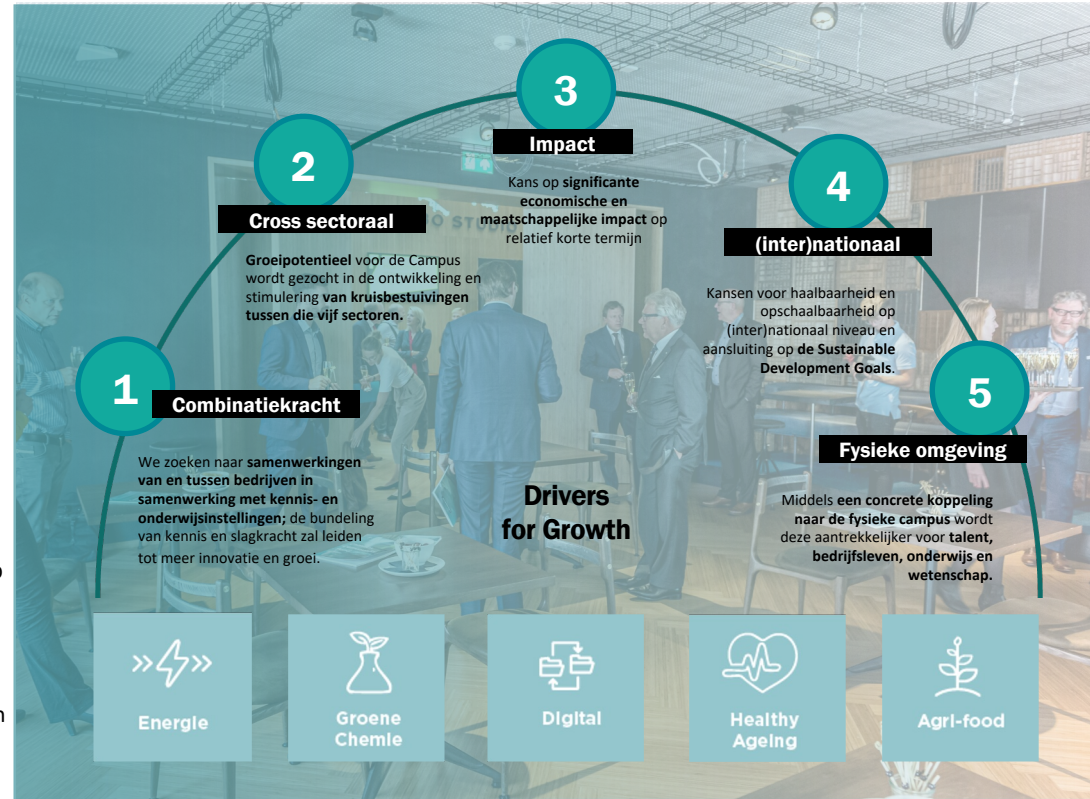 3
Impact
Kans op significante
economische en
maatschappelijke impact op
relatief korte termijn
2
Cross sectoraal
Groeipotentieel voor de Campus
wordt gezocht in de ontwikkeling en
stimulering van kruisbestuivingen
tussen die vijf sectoren.
4
(inter)nationaal
Kansen voor haalbaarheid en
opschaalbaarheid op
(inter)nationaal niveau en
aansluiting op de Sustainable
Development Goals.
1
Combinatiekracht
We zoeken naar samenwerkingen
van en tussen bedrijven in
samenwerking met kennis- en
onderwijsinstellingen; de bundeling
van kennis en slagkracht zal leiden
tot meer innovatie en groei.
5
Fysieke omgeving
Middels een concrete koppeling
naar de fysieke campus wordt
deze aantrekkelijker voor talent,
bedrijfsleven, onderwijs en
wetenschap.
Drivers
for Growth
Energie
Groene
Chemie
Digital
Healthy
Ageing
Agri-food